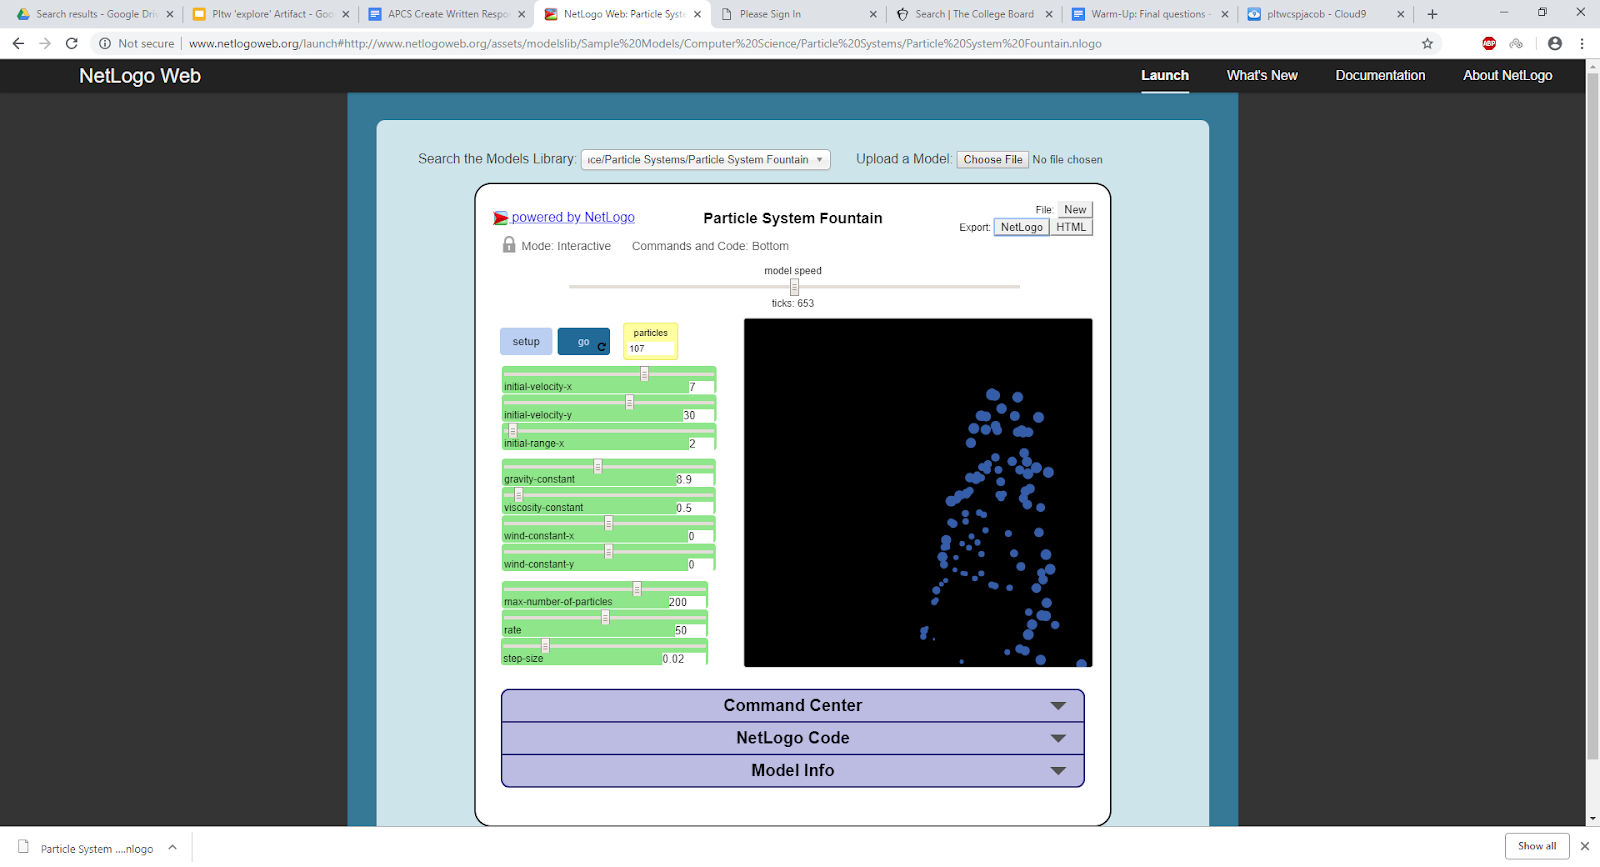 Search results - Google Driv
Pltw 'explore' Artifact - Goo
APCS Create Written Respo
NetLogo Web: Particle Syste
Please Sign In
Search | The College Board
Warm-Up: Final questions -
pltwcspjacob - Cloud9
Not secure
www.netlogoweb.org/launch#http://www.netlogoweb.org/assets/modelslib/Sample%20Models/Computer%20Science/Particle%20Systems/Particle%20System%20Fountain.nlogo
ABP
NetLogo Web
Launch
What's New
Documentation
About NetLogo
Search the Models Library:
ice/Particle Systems/Particle System Fountain
Upload a Model:
Choose File
No file chosen
powered by NetLogo
Particle System Fountain
File:
New
Export:
NetLogo
HTML
Mode: Interactive
Commands and Code: Bottom
model speed
ticks: 653
setup
go
particles
107
initial-velocity-x 7
initial-velocity-y 30
initial-range-x 2
gravity-constant 8.9
viscosity-constant 0.5
wind-constant-x 0
wind-constant-y 0
max-number-of-particles 200
rate 50
step-size 0.02
Command Center
NetLogo Code
Model Info
Particle System ....nlogo
Show all